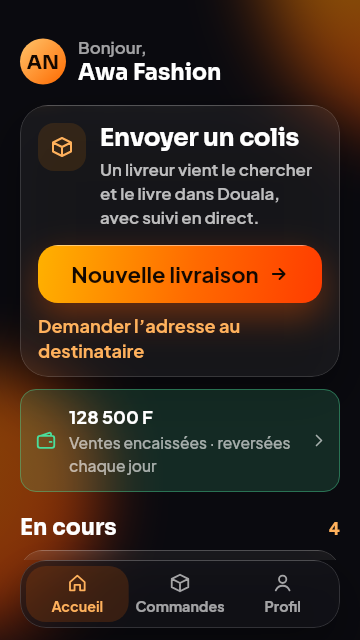 AN
Bonjour,
Awa Fashion
Envoyer un colis
Un livreur vient le chercher
et le livre dans Douala,
avec suivi en direct.
Nouvelle livraison →
Demander l’adresse au
destinataire
128 500 F
Ventes encaissées · reversées
chaque jour
En cours
4
Accueil
Commandes
Profil